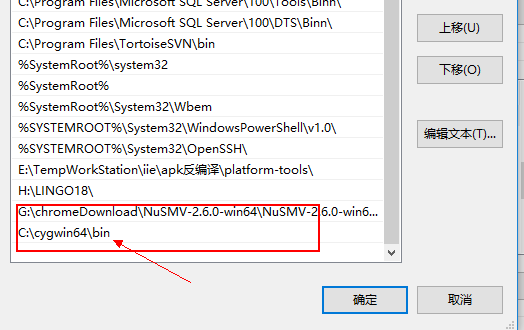 C:\Program Files\Microsoft SQL Server\100\Tools\Binn\
C:\Program Files\Microsoft SQL Server\100\DTS\Binn\
C:\Program Files\TortoiseSVN\bin
%SystemRoot%\system32
%SystemRoot%
%SystemRoot%\System32\Wbem
%SYSTEMROOT%\System32\WindowsPowerShell\v1.0\
%SYSTEMROOT%\System32\OpenSSH\
E:\TempWorkStation\iie\apk反编译\platform-tools\
H:\LINGO18\
G:\chromeDownload\NuSMV-2.6.0-win64\NuSMV-2.6.0-win6...
C:\cygwin64\bin
上移(U)
下移(O)
编辑文本(T)...
确定
取消